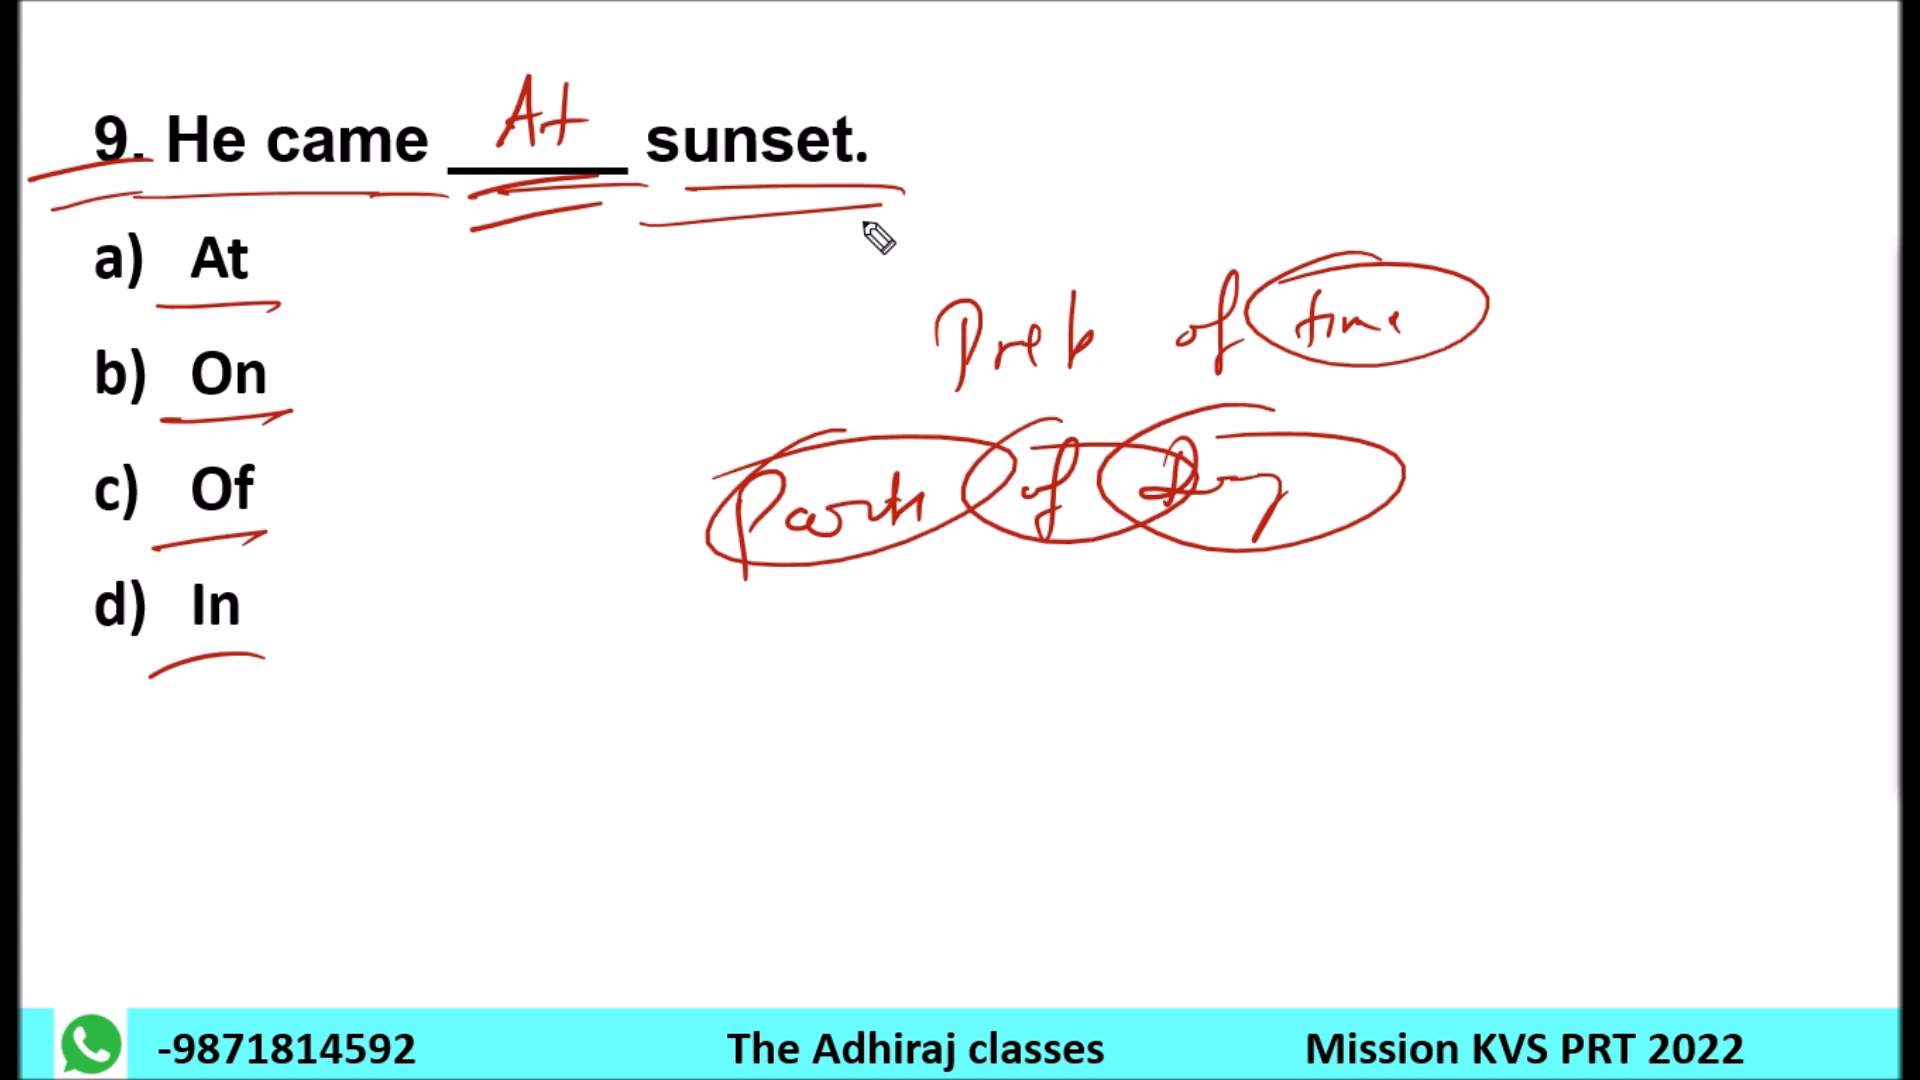 9. He came At sunset.
a) At
b) On
c) Of
d) In
Prep of time
Part of Day
-9871814592 The Adhiraj classes Mission KVS PRT 2022